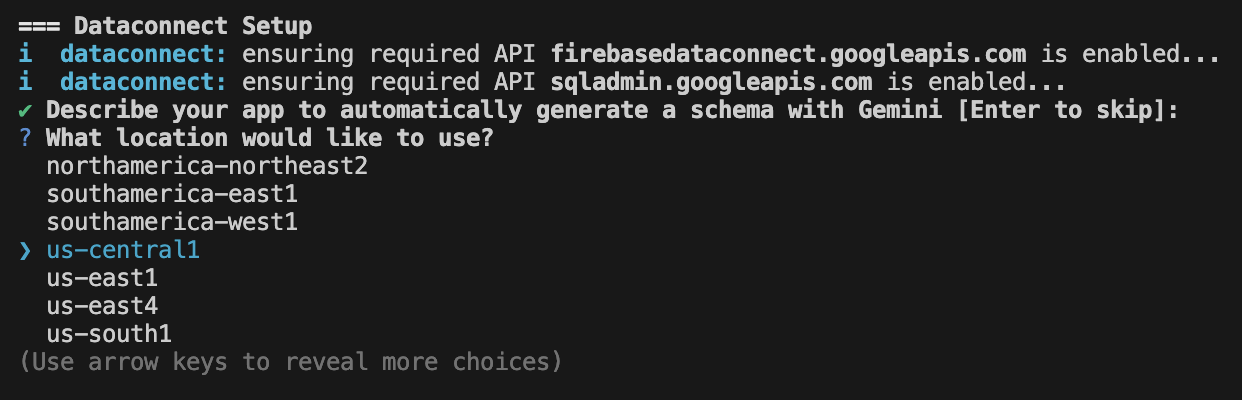 === Dataconnect Setup
i  dataconnect: ensuring required API firebasedataconnect.googleapis.com is enabled...
i  dataconnect: ensuring required API sqladmin.googleapis.com is enabled...
✔ Describe your app to automatically generate a schema with Gemini [Enter to skip]:
? What location would like to use?
  northamerica-northeast2
  southamerica-east1
  southamerica-west1
❯ us-central1
  us-east1
  us-east4
  us-south1
(Use arrow keys to reveal more choices)